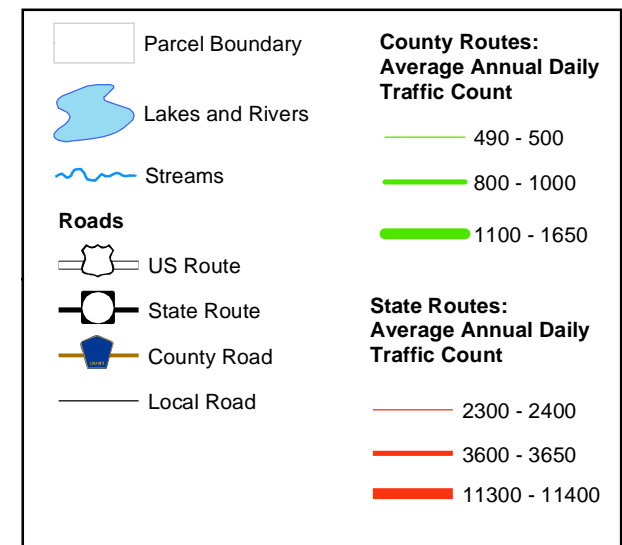 Parcel Boundary
Lakes and Rivers
Streams
Roads
US Route
State Route
County Road
Local Road
County Routes:
Average Annual Daily
Traffic Count
490 - 500
800 - 1000
1100 - 1650
State Routes:
Average Annual Daily
Traffic Count
2300 - 2400
3600 - 3650
11300 - 11400